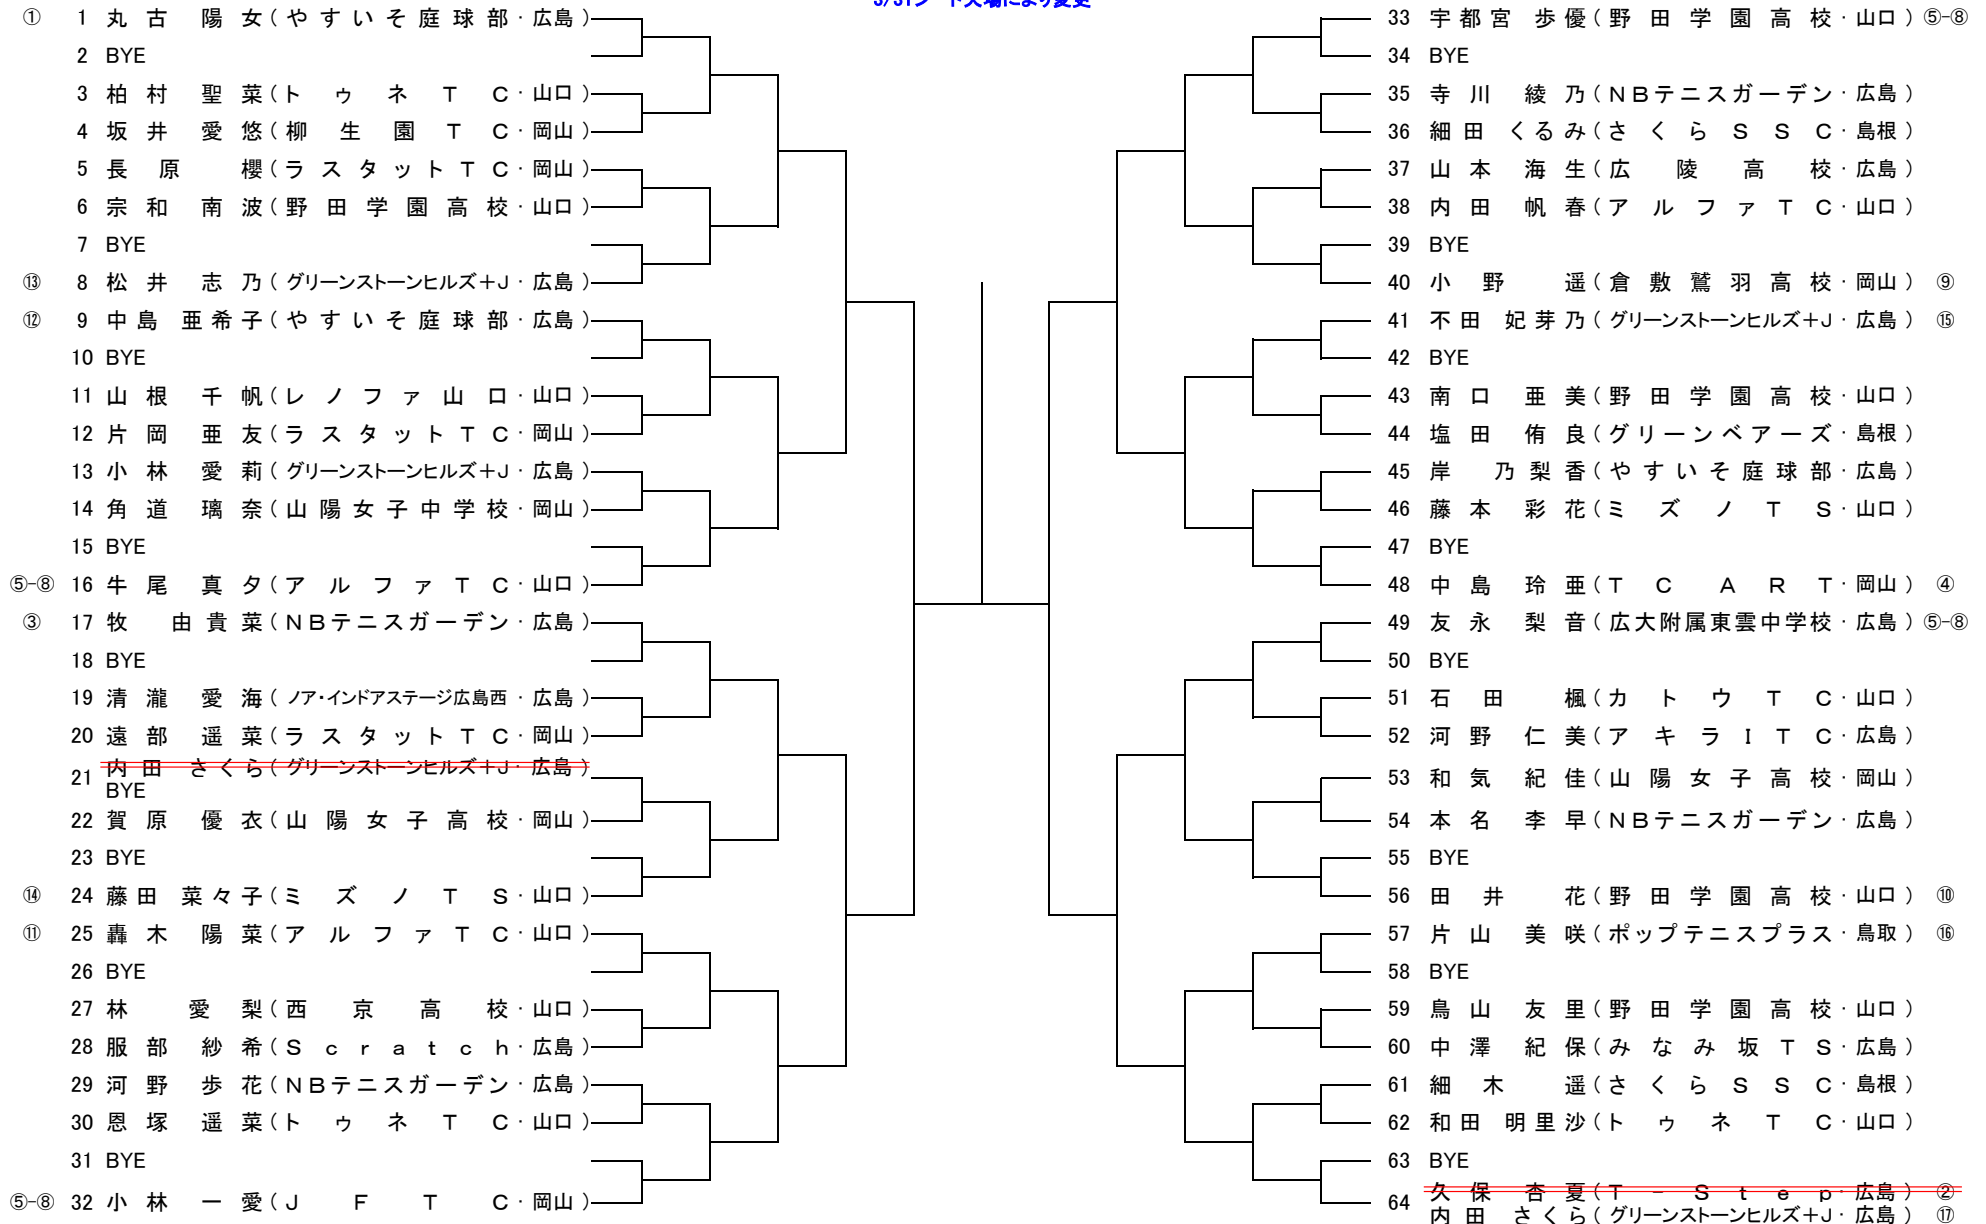 3/31シード欠場により変更
① 1 丸古 陽女(やすいそ庭球部・広島)
2 BYE
3 柏村 聖菜(トゥネTC・山口)
4 坂井 愛悠(柳生園TC・岡山)
5 長原 櫻(ラスタットTC・岡山)
6 宗和 南波(野田学園高校・山口)
7 BYE
⑬ 8 松井 志乃(グリーンストーンヒルズ+J・広島)
⑫ 9 中島 亜希子(やすいそ庭球部・広島)
10 BYE
11 山根 千帆(レノファ山口・山口)
12 片岡 亜友(ラスタットTC・岡山)
13 小林 愛莉(グリーンストーンヒルズ+J・広島)
14 角道 璃奈(山陽女子中学校・岡山)
15 BYE
⑤-⑧ 16 牛尾 真夕(アルファTC・山口)
③ 17 牧 由貴菜(NBテニスガーデン・広島)
18 BYE
19 清瀧 愛海(ノア・インドアステージ広島西・広島)
20 遠部 遥菜(ラスタットTC・岡山)
21 内田 さくら(グリーンストーンヒルズ+J・広島)
BYE
22 賀原 優衣(山陽女子高校・岡山)
23 BYE
⑭ 24 藤田 菜々子(ミズノTS・山口)
⑪ 25 轟木 陽菜(アルファTC・山口)
26 BYE
27 林 愛梨(西京高校・山口)
28 服部 紗希(Scratch・広島)
29 河野 歩花(NBテニスガーデン・広島)
30 恩塚 遥菜(トゥネTC・山口)
31 BYE
⑤-⑧ 32 小林 一愛(JFTC・岡山)
33 宇都宮 歩優(野田学園高校・山口) ⑤-⑧
34 BYE
35 寺川 綾乃(NBテニスガーデン・広島)
36 細田 くるみ(さくらSSC・島根)
37 山本 海生(広陵高校・広島)
38 内田 帆春(アルファTC・山口)
39 BYE
40 小野 遥(倉敷鷲羽高校・岡山) ⑨
41 不田 妃芽乃(グリーンストーンヒルズ+J・広島) ⑮
42 BYE
43 南口 亜美(野田学園高校・山口)
44 塩田 侑良(グリーンベアーズ・島根)
45 岸 乃梨香(やすいそ庭球部・広島)
46 藤本 彩花(ミズノTS・山口)
47 BYE
48 中島 玲亜(TC ART・岡山) ④
49 友永 梨音(広大附属東雲中学校・広島) ⑤-⑧
50 BYE
51 石田 楓(カトウTC・山口)
52 河野 仁美(アキラITC・広島)
53 和気 紀佳(山陽女子高校・岡山)
54 本名 李早(NBテニスガーデン・広島)
55 BYE
56 田井 花(野田学園高校・山口) ⑩
57 片山 美咲(ポップテニスプラス・鳥取) ⑯
58 BYE
59 鳥山 友里(野田学園高校・山口)
60 中澤 紀保(みなみ坂TS・広島)
61 細木 遥(さくらSSC・島根)
62 和田 明里沙(トゥネTC・山口)
63 BYE
64 久保 杏夏(T-Step・広島) ②
内田 さくら(グリーンストーンヒルズ+J・広島) ⑰